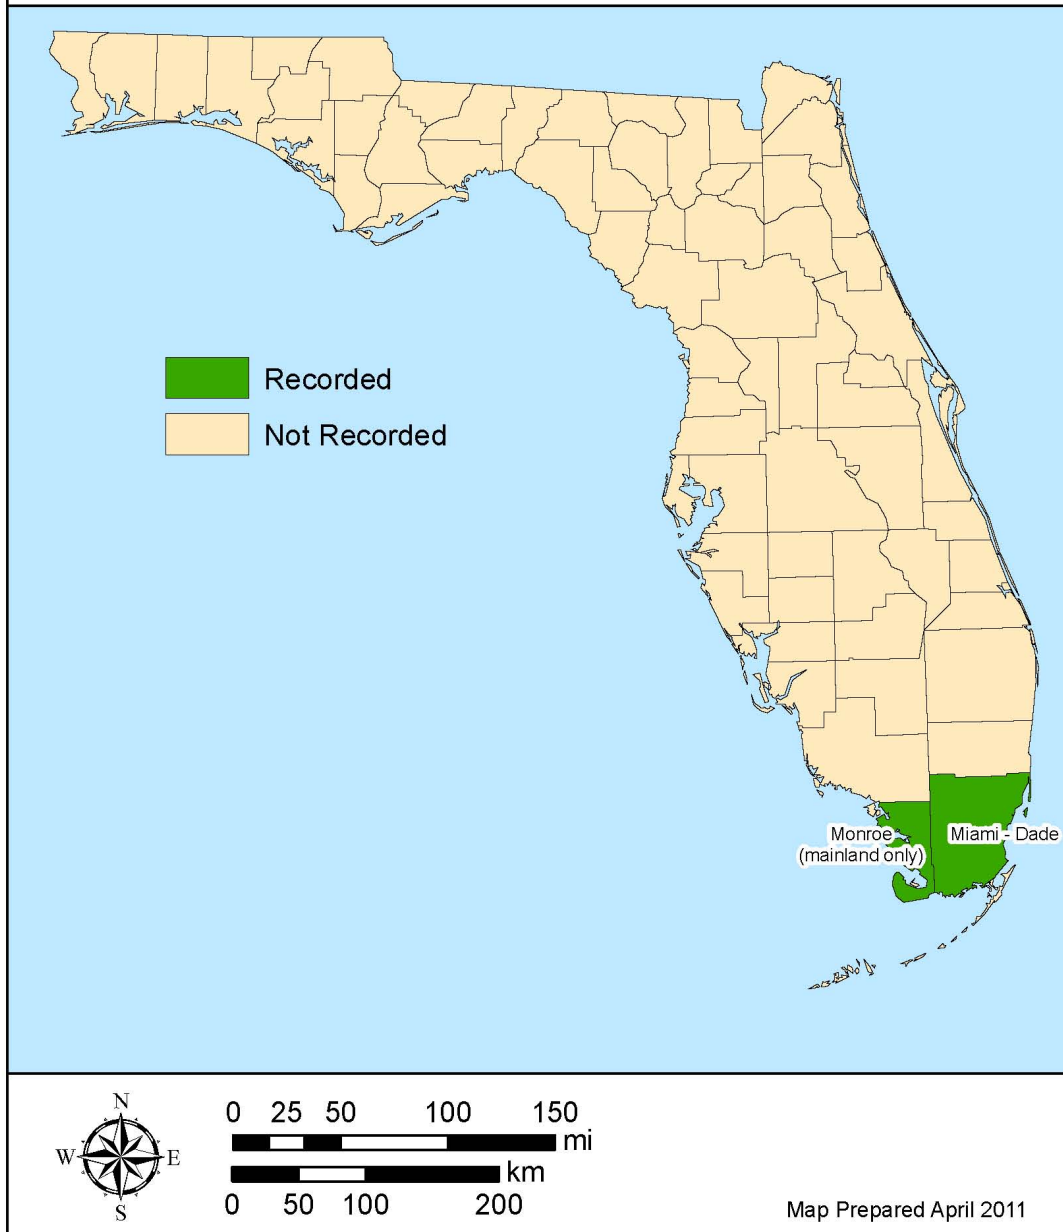 Recorded
Not Recorded
Monroe
(mainland only)
Miami - Dade
N
W
E
S
0 25 50 100 150
mi
km
0 50 100 200
Map Prepared April 2011